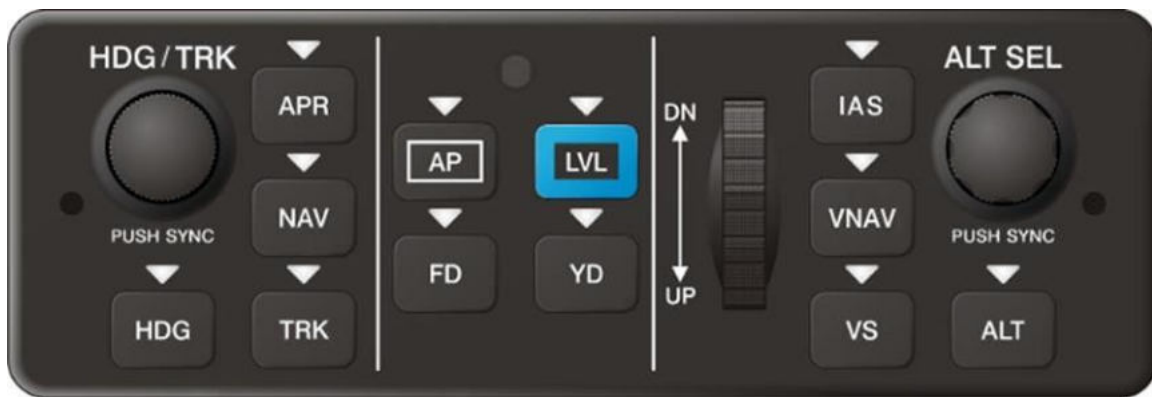 HDG / TRK
APR
NAV
PUSH SYNC
HDG
TRK
AP
LVL
FD
YD
DN
UP
IAS
VNAV
VS
ALT SEL
PUSH SYNC
ALT